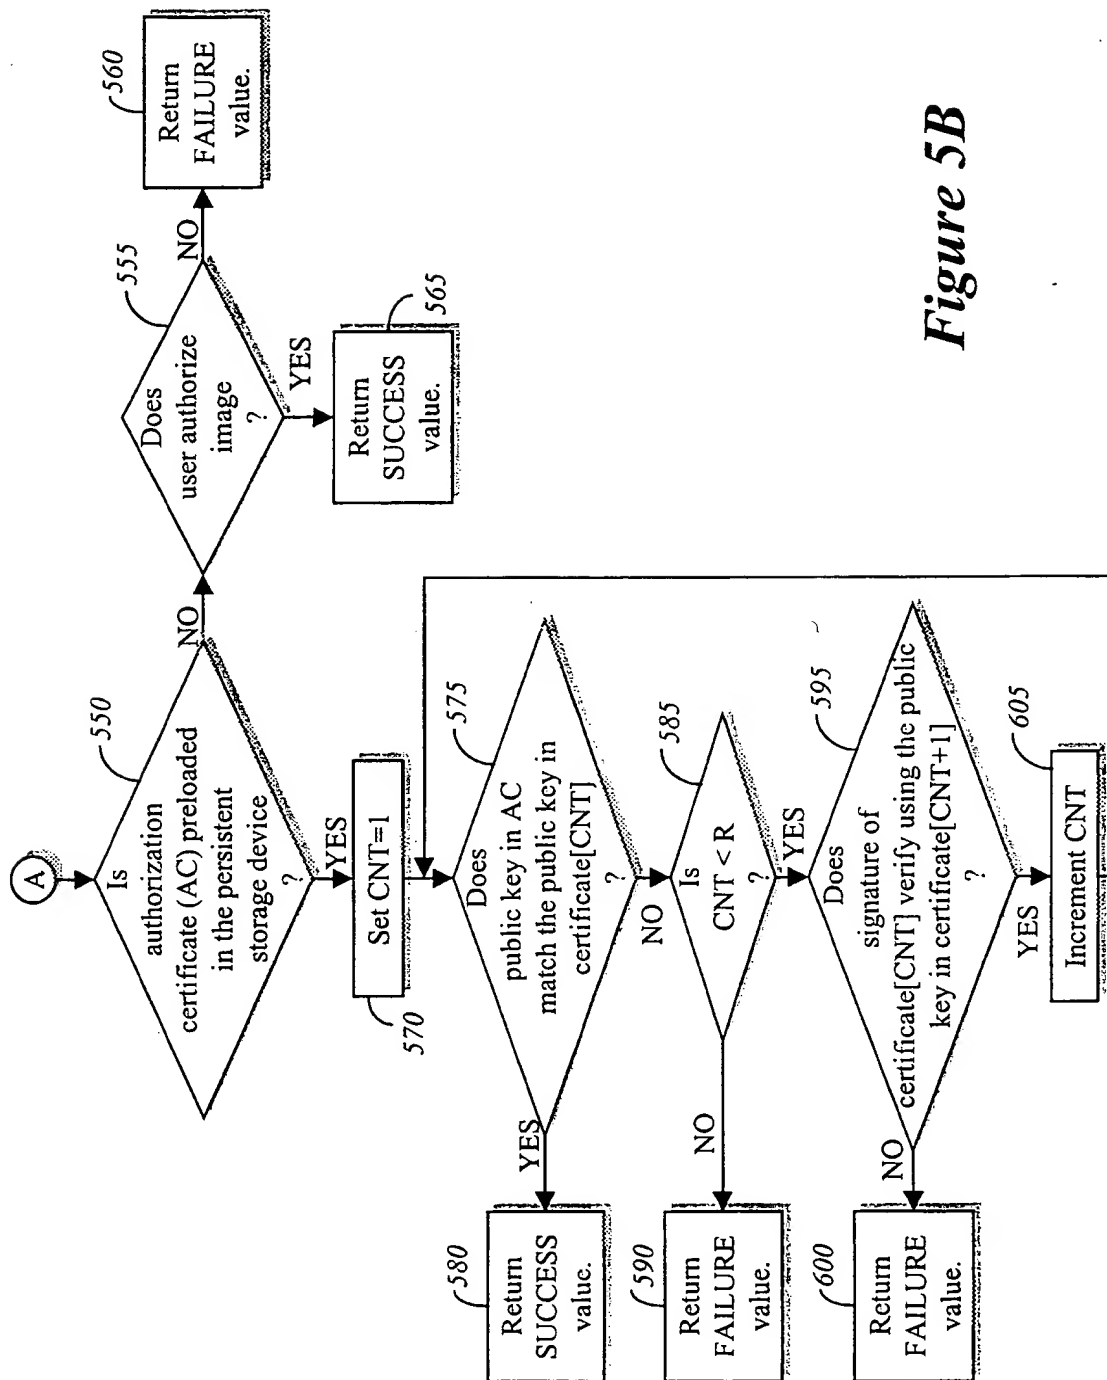 A
550
Is
authorization
certificate (AC) preloaded
in the persistent
storage device
?
NO
YES
555
Does
user authorize
image
?
NO
YES
560
Return
FAILURE
value.
565
Return
SUCCESS
value.
570
Set CNT=1
575
Does
public key in AC
match the public key in
certificate[CNT]
?
YES
NO
580
Return
SUCCESS
value.
585
Is
CNT < R
?
NO
YES
590
Return
FAILURE
value.
595
Does
signature of
certificate[CNT] verify using the public
key in certificate[CNT+1]
?
NO
YES
600
Return
FAILURE
value.
605
Increment CNT
Figure 5B